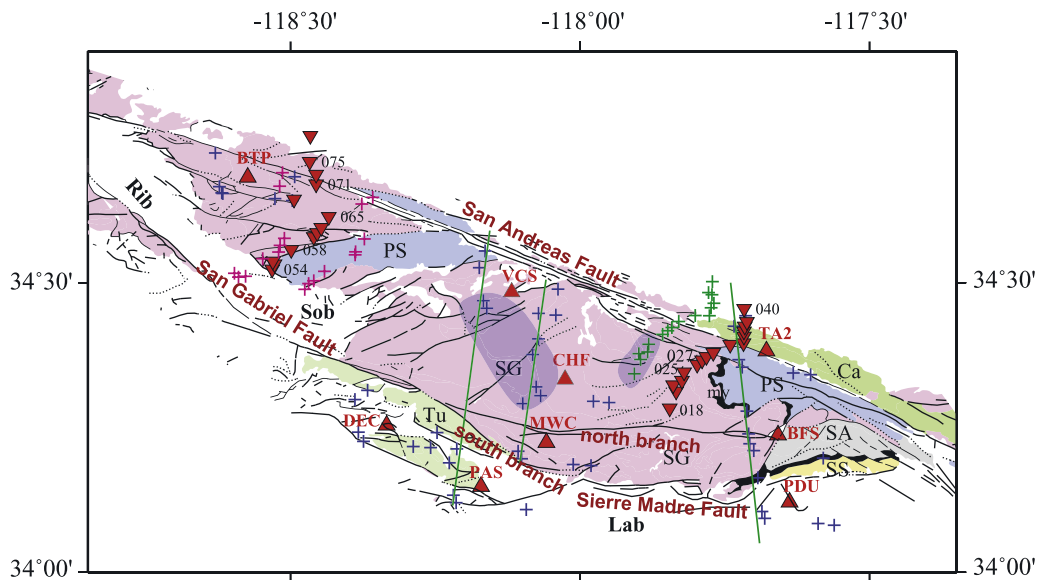 -118°30'
-118°00'
-117°30'
BTP
075
071
Rib
065
San Andreas Fault
058
PS
054
VCS
34°30'
34°30'
San Gabriel Fault
Sob
040
TA2
027
SG
CHF
025
my
PS
Ca
018
DEC
Tu
MWC
north branch
BFS
SA
south branch
SG
SS
PAS
PDU
Sierre Madre Fault
Lab
34°00'
34°00'